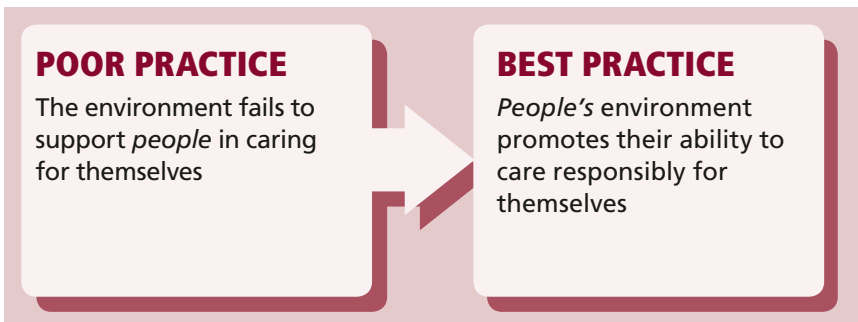 POOR PRACTICE
The environment fails to
support people in caring
for themselves
BEST PRACTICE
People's environment
promotes their ability to
care responsibly for
themselves